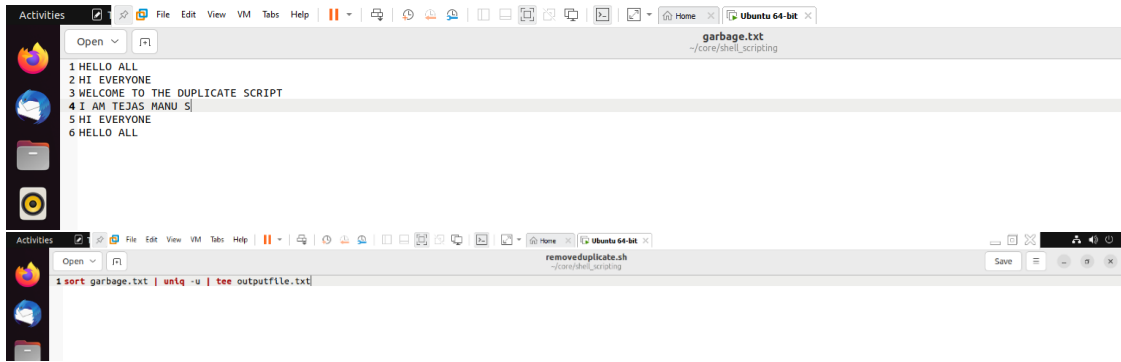 Activities File Edit View VM Tabs Help Home Ubuntu 64-bit
Open garbage.txt
~/core/shell_scripting
1 HELLO ALL
2 HI EVERYONE
3 WELCOME TO THE DUPLICATE SCRIPT
4 I AM TEJAS MANU S
5 HI EVERYONE
6 HELLO ALL
Activities File Edit View VM Tabs Help Home Ubuntu 64-bit
Open removeduplicate.sh Save
~/core/shell_scripting
1 sort garbage.txt | uniq -u | tee outputfile.txt